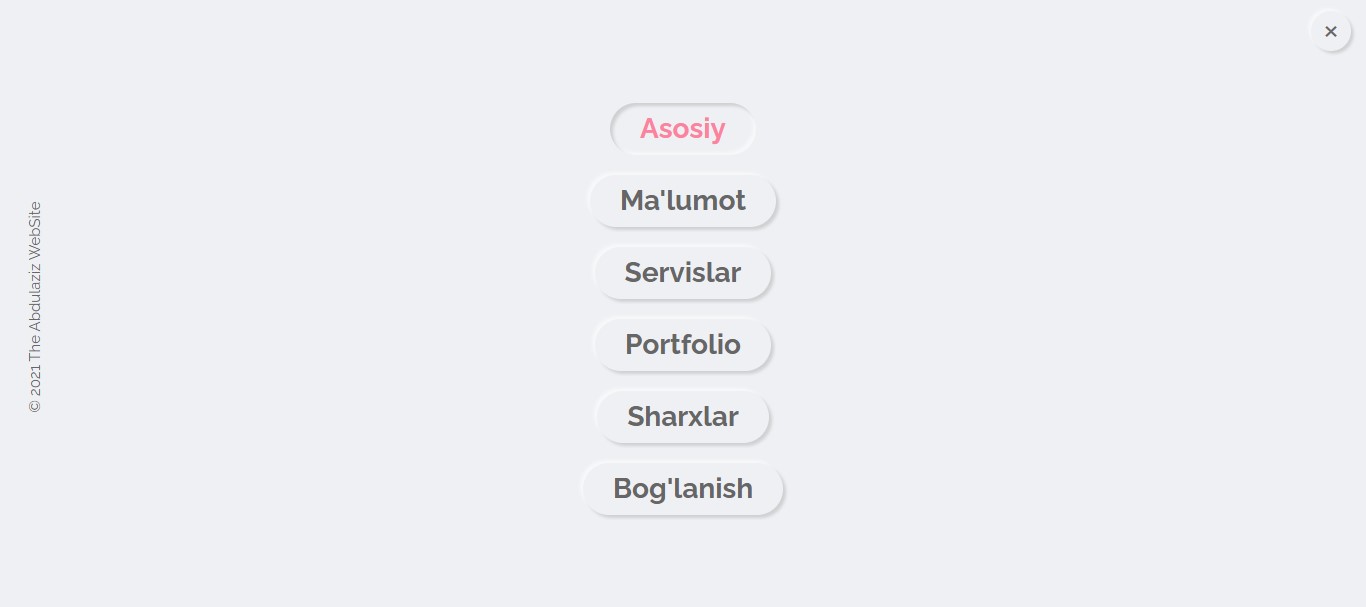 Asosiy
Ma'lumot
Servislar
Portfolio
Sharxlar
Bog'lanish
© 2021 The Abdulaziz WebSite